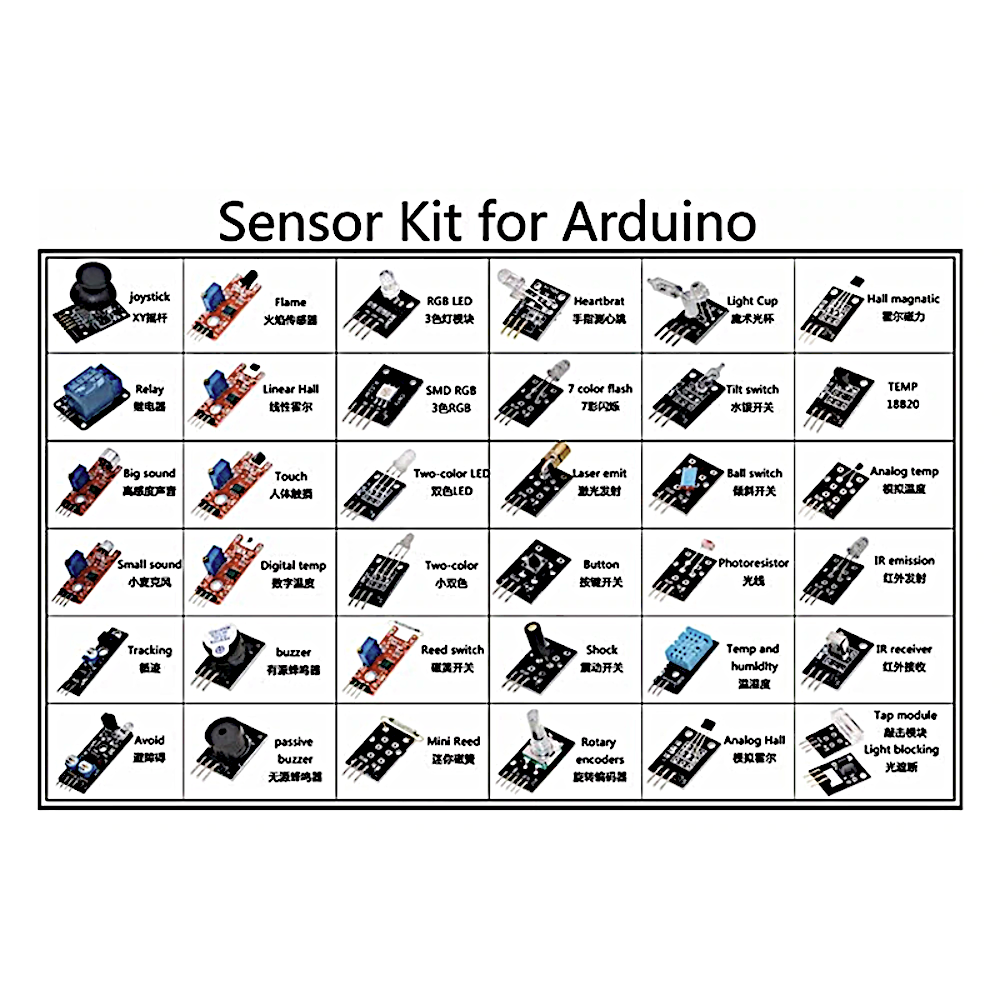 Sensor Kit for Arduino
joystick
XY摇杆
Flame
火焰传感器
RGB LED
3色灯模块
Heartbrat
手指测心跳
Light Cup
魔术光杯
Hall magnatic
霍尔磁力
Relay
继电器
Linear Hall
线性霍尔
SMD RGB
3色RGB
7 color flash
7彩闪烁
Tilt switch
水银开关
TEMP
18B20
Big sound
高感度声音
Touch
人体触摸
Two-color LED
双色LED
Laser emit
激光发射
Ball switch
倾斜开关
Analog temp
模拟温度
Small sound
小麦克风
Digital temp
数字温度
Two-color
小双色
Button
按键开关
Photoresistor
光线
IR emission
红外发射
Tracking
循迹
buzzer
有源蜂鸣器
Reed switch
磁簧开关
Shock
震动开关
Temp and
humidity
温湿度
IR receiver
红外接收
Avoid
避障碍
passive
buzzer
无源蜂鸣器
Mini Reed
迷你磁簧
Rotary
encoders
旋转编码器
Analog Hall
模拟霍尔
Tap module
敲击模块
Light blocking
光遮断